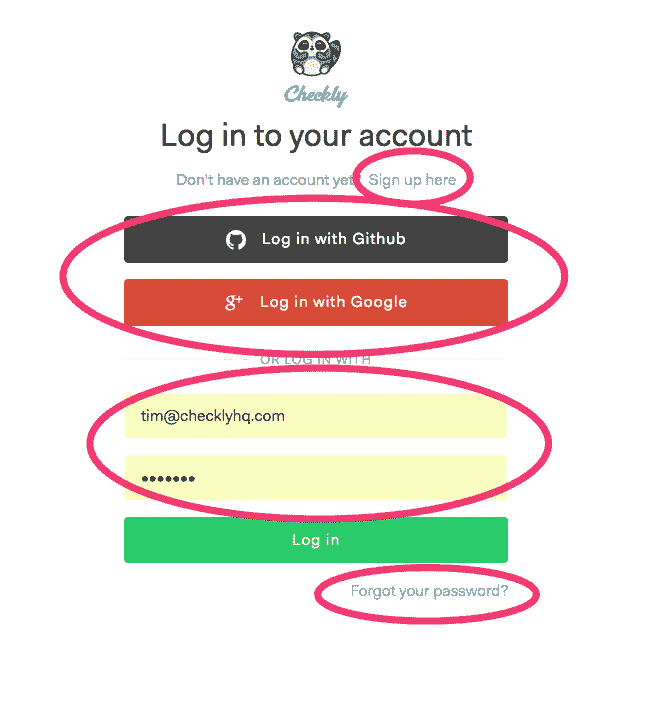 Checkly
Log in to your account
Don't have an account yet? Sign up here
Log in with Github
g+ Log in with Google
OR LOG IN WITH
tim@checklyhq.com
•••••••
Log in
Forgot your password?